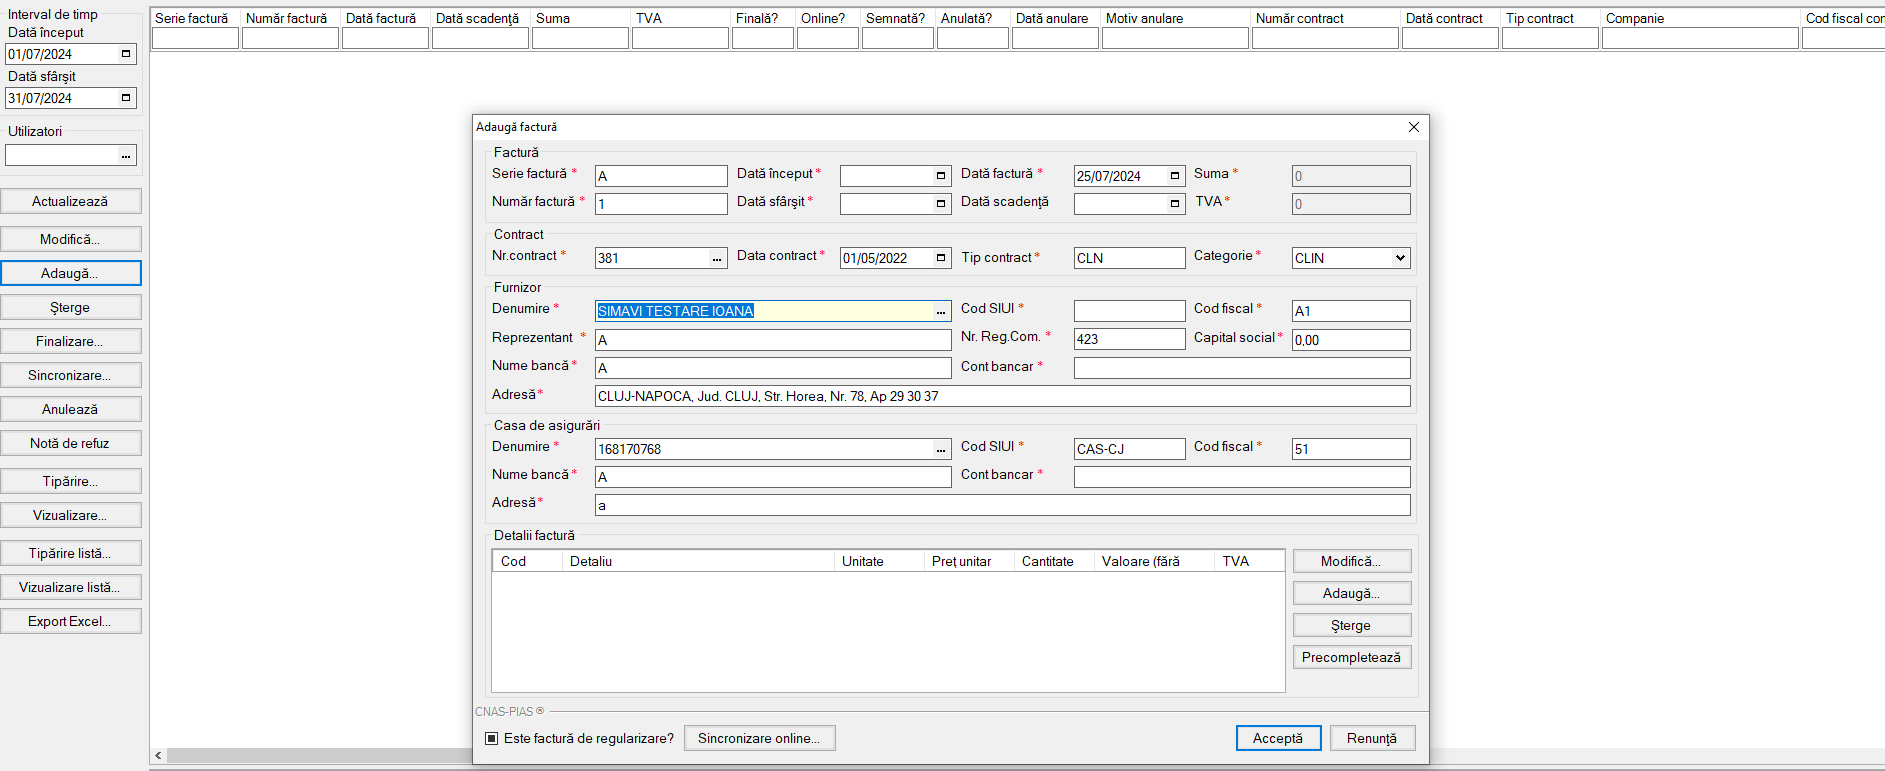 Interval de timp
Dată început
01/07/2024
Dată sfârşit
31/07/2024
Utilizatori
...
Actualizează
Modifică...
Adaugă...
Şterge
Finalizare...
Sincronizare...
Anulează
Notă de refuz
Tipărire...
Vizualizare...
Tipărire listă...
Vizualizare listă...
Export Excel...
Serie factură Număr factură Dată factură Dată scadenţă Suma TVA Finală? Online? Semnată? Anulată? Dată anulare Motiv anulare Număr contract Dată contract Tip contract Companie Cod fiscal con
Adaugă factură
Factură
Serie factură * A Dată început * Dată factură * 25/07/2024 Suma * 0
Număr factură * 1 Dată sfârşit * Dată scadenţă TVA * 0
Contract
Nr.contract * 381 ... Data contract * 01/05/2022 Tip contract * CLN Categorie * CLIN
Furnizor
Denumire * SIMAVI TESTARE IOANA ... Cod SIUI * Cod fiscal * A1
Reprezentant * A Nr. Reg.Com. * 423 Capital social * 0,00
Nume bancă * A Cont bancar *
Adresă * CLUJ-NAPOCA, Jud. CLUJ, Str. Horea, Nr. 78, Ap 29 30 37
Casa de asigurări
Denumire * 168170768 ... Cod SIUI * CAS-CJ Cod fiscal * 51
Nume bancă * A Cont bancar *
Adresă * a
Detalii factură
Cod Detaliu Unitate Preț unitar Cantitate Valoare (fără TVA
Modifică...
Adaugă...
Şterge
Precompletează
CNAS-PIAS ®
Este factură de regularizare? Sincronizare online... Acceptă Renunţă